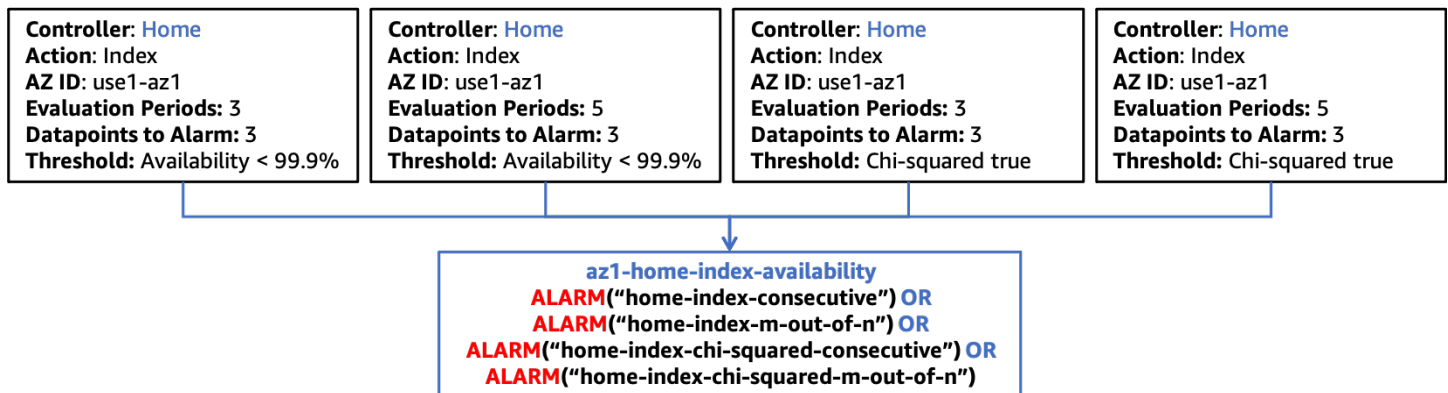 Controller: Home
Action: Index
AZ ID: use1-az1
Evaluation Periods: 3
Datapoints to Alarm: 3
Threshold: Availability < 99.9%
Controller: Home
Action: Index
AZ ID: use1-az1
Evaluation Periods: 5
Datapoints to Alarm: 3
Threshold: Availability < 99.9%
Controller: Home
Action: Index
AZ ID: use1-az1
Evaluation Periods: 3
Datapoints to Alarm: 3
Threshold: Chi-squared true
Controller: Home
Action: Index
AZ ID: use1-az1
Evaluation Periods: 5
Datapoints to Alarm: 3
Threshold: Chi-squared true
az1-home-index-availability
ALARM(“home-index-consecutive”) OR
ALARM(“home-index-m-out-of-n”) OR
ALARM(“home-index-chi-squared-consecutive”) OR
ALARM(“home-index-chi-squared-m-out-of-n”)